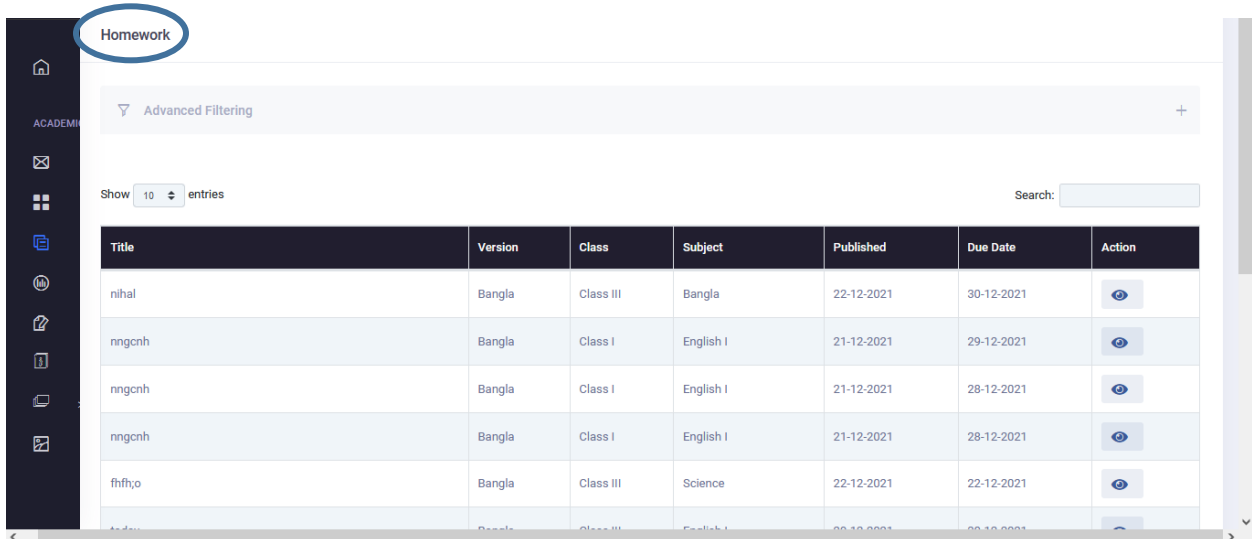 Homework
ACADEMI
Advanced Filtering
Show 10 entries Search:
Title Version Class Subject Published Due Date Action
nihal Bangla Class III Bangla 22-12-2021 30-12-2021
nngcnh Bangla Class I English I 21-12-2021 29-12-2021
nngcnh Bangla Class I English I 21-12-2021 28-12-2021
nngcnh Bangla Class I English I 21-12-2021 28-12-2021
fhfh;o Bangla Class III Science 22-12-2021 22-12-2021